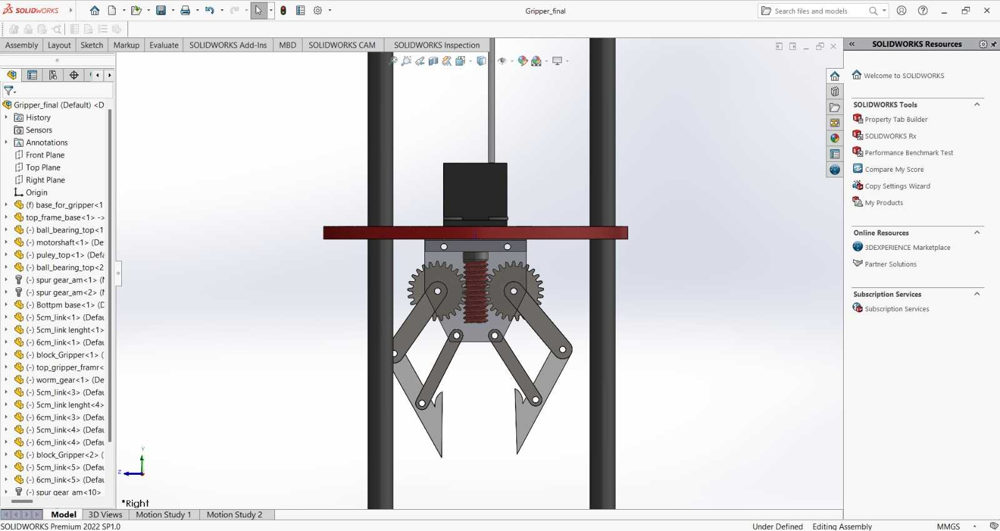 SOLIDWORKS
Gripper_final
Search files and models
Assembly
Layout
Sketch
Markup
Evaluate
SOLIDWORKS Add-Ins
MBD
SOLIDWORKS CAM
SOLIDWORKS Inspection
Gripper_final (Default) <D
History
Sensors
Annotations
Front Plane
Top Plane
Right Plane
Origin
(f) base_for_gripper<1
top_frame_base<1> ->
(-) ball_bearing_top<1
(-) motorshaft<1> (De
(-) puley_top<1> (Defa
(-) ball_bearing_top<2
(-) spur gear_am<1> (
(-) spur gear_am<2> (
(-) Bottpm base<1> (D
(-) 5cm_link<1> (Defau
(-) 5cm_link lenght<1>
(-) 6cm_link<1> (Defau
(-) block_Gripper<1> (
(-) top_gripper_framr<
(-) worm_gear<1> (De
(-) 5cm_link<3> (Defau
(-) 5cm_link lenght<4>
(-) 6cm_link<3> (Defau
(-) 5cm_link<4> (Defau
(-) 6cm_link<4> (Defau
(-) block_Gripper<2> (
(-) 5cm_link<5> (Defau
(-) 6cm_link<5> (Defau
(-) spur gear am<10>
Y
Z
*Right
SOLIDWORKS Resources
Welcome to SOLIDWORKS
SOLIDWORKS Tools
Property Tab Builder
SOLIDWORKS Rx
Performance Benchmark Test
Compare My Score
Copy Settings Wizard
My Products
Online Resources
3DEXPERIENCE Marketplace
Partner Solutions
Subscription Services
Subscription Services
Model
3D Views
Motion Study 1
Motion Study 2
SOLIDWORKS Premium 2022 SP1.0
Under Defined
Editing Assembly
MMGS